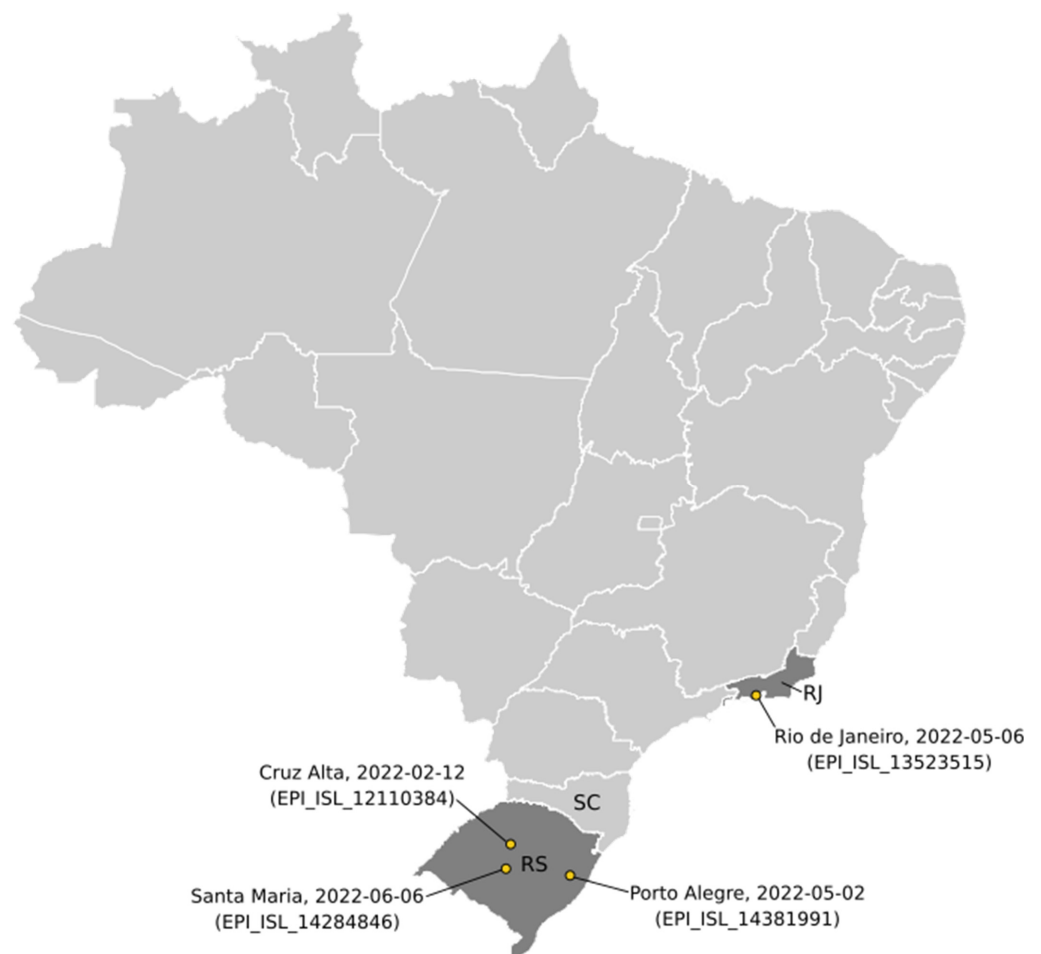 RJ
Rio de Janeiro, 2022-05-06
(EPI_ISL_13523515)
Cruz Alta, 2022-02-12
(EPI_ISL_12110384)
SC
RS
Santa Maria, 2022-06-06
(EPI_ISL_14284846)
Porto Alegre, 2022-05-02
(EPI_ISL_14381991)